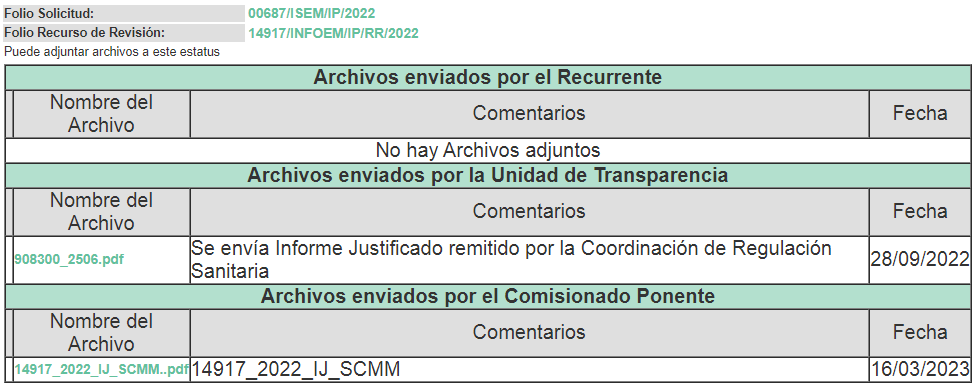 Folio Solicitud: 00687/ISEM/IP/2022
Folio Recurso de Revisión: 14917/INFOEM/IP/RR/2022
Puede adjuntar archivos a este estatus
Archivos enviados por el Recurrente
Nombre del Archivo Comentarios Fecha
No hay Archivos adjuntos
Archivos enviados por la Unidad de Transparencia
Nombre del Archivo Comentarios Fecha
908300_2506.pdf Se envía Informe Justificado remitido por la Coordinación de Regulación Sanitaria 28/09/2022
Archivos enviados por el Comisionado Ponente
Nombre del Archivo Comentarios Fecha
14917_2022_IJ_SCMM..pdf 14917_2022_IJ_SCMM 16/03/2023